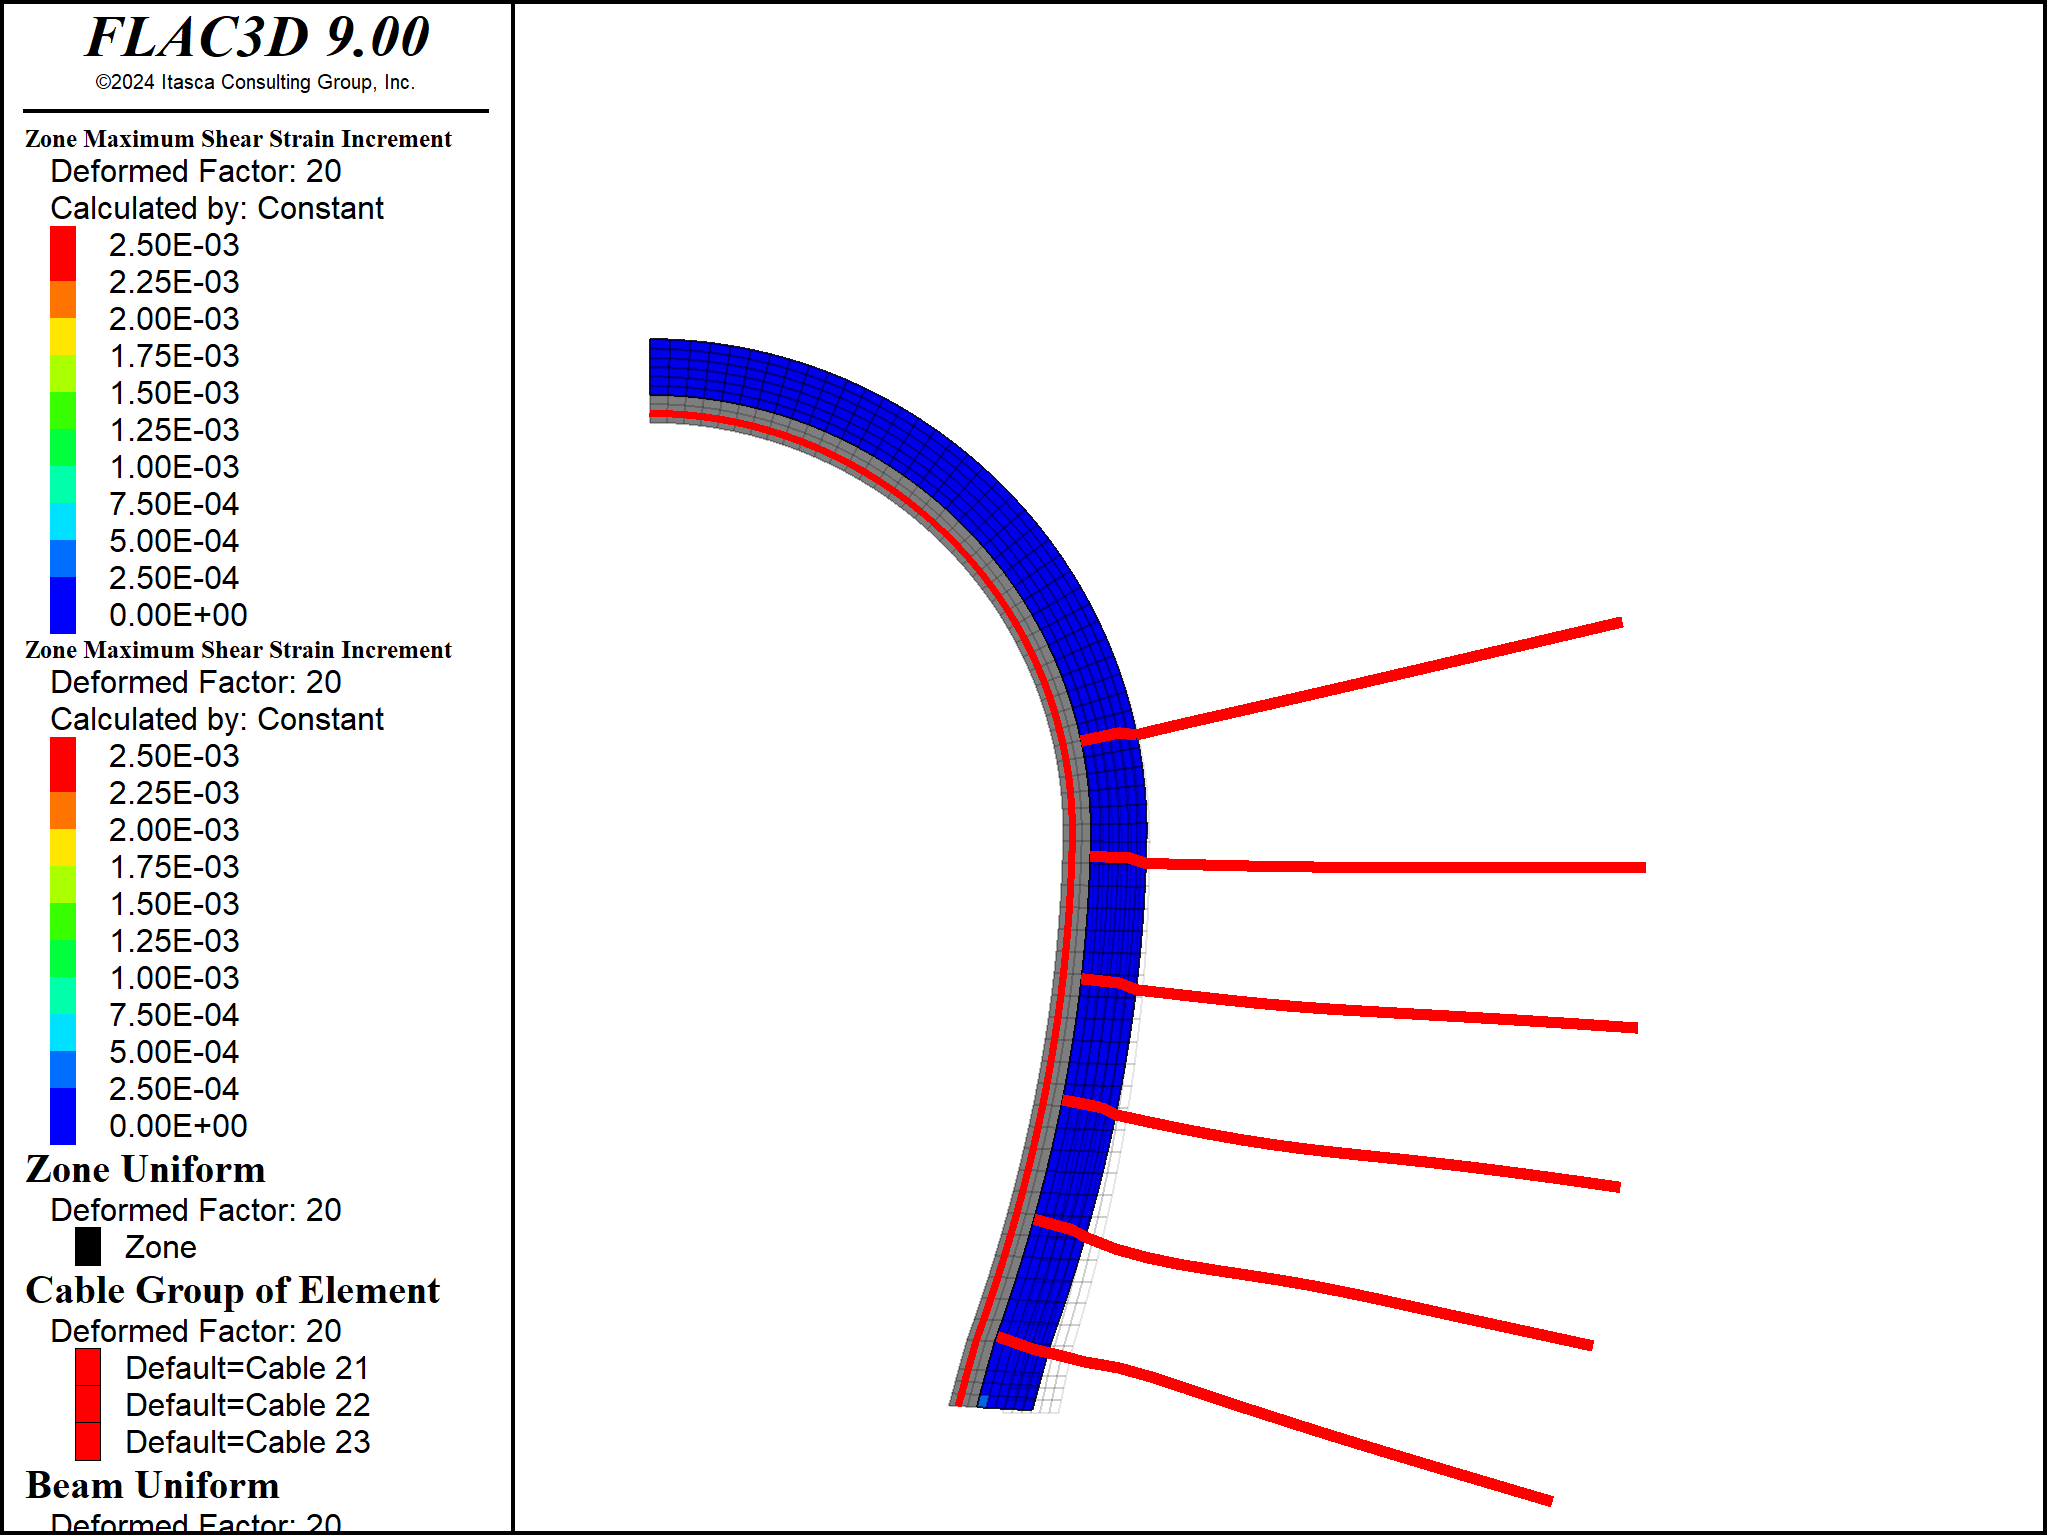 FLAC3D 9.00
©2024 Itasca Consulting Group, Inc.
Zone Maximum Shear Strain Increment
Deformed Factor: 20
Calculated by: Constant
2.50E-03
2.25E-03
2.00E-03
1.75E-03
1.50E-03
1.25E-03
1.00E-03
7.50E-04
5.00E-04
2.50E-04
0.00E+00
Zone Maximum Shear Strain Increment
Deformed Factor: 20
Calculated by: Constant
2.50E-03
2.25E-03
2.00E-03
1.75E-03
1.50E-03
1.25E-03
1.00E-03
7.50E-04
5.00E-04
2.50E-04
0.00E+00
Zone Uniform
Deformed Factor: 20
Zone
Cable Group of Element
Deformed Factor: 20
Default=Cable 21
Default=Cable 22
Default=Cable 23
Beam Uniform
Deformed Factor: 20